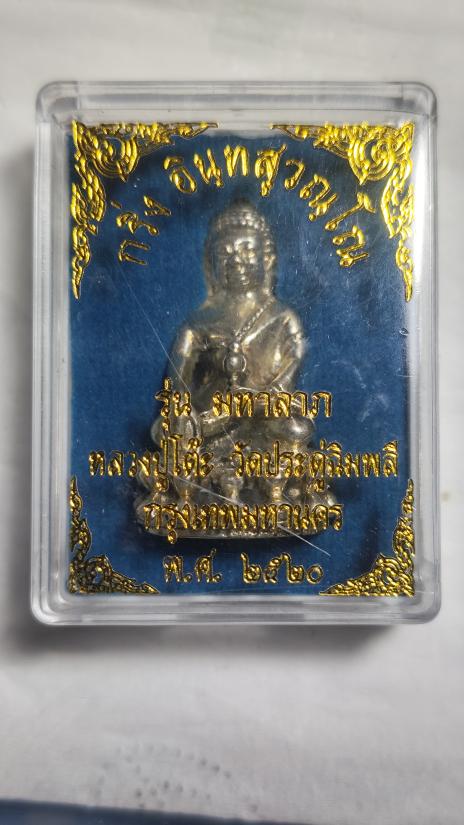 กริ่ง อินทสุวณฺโณ
รุ่น มหาลาภ
หลวงปู่โต๊ะ วัดประดู่ฉิมพลี
กรุงเทพมหานคร
พ.ศ. ๒๕๒๐